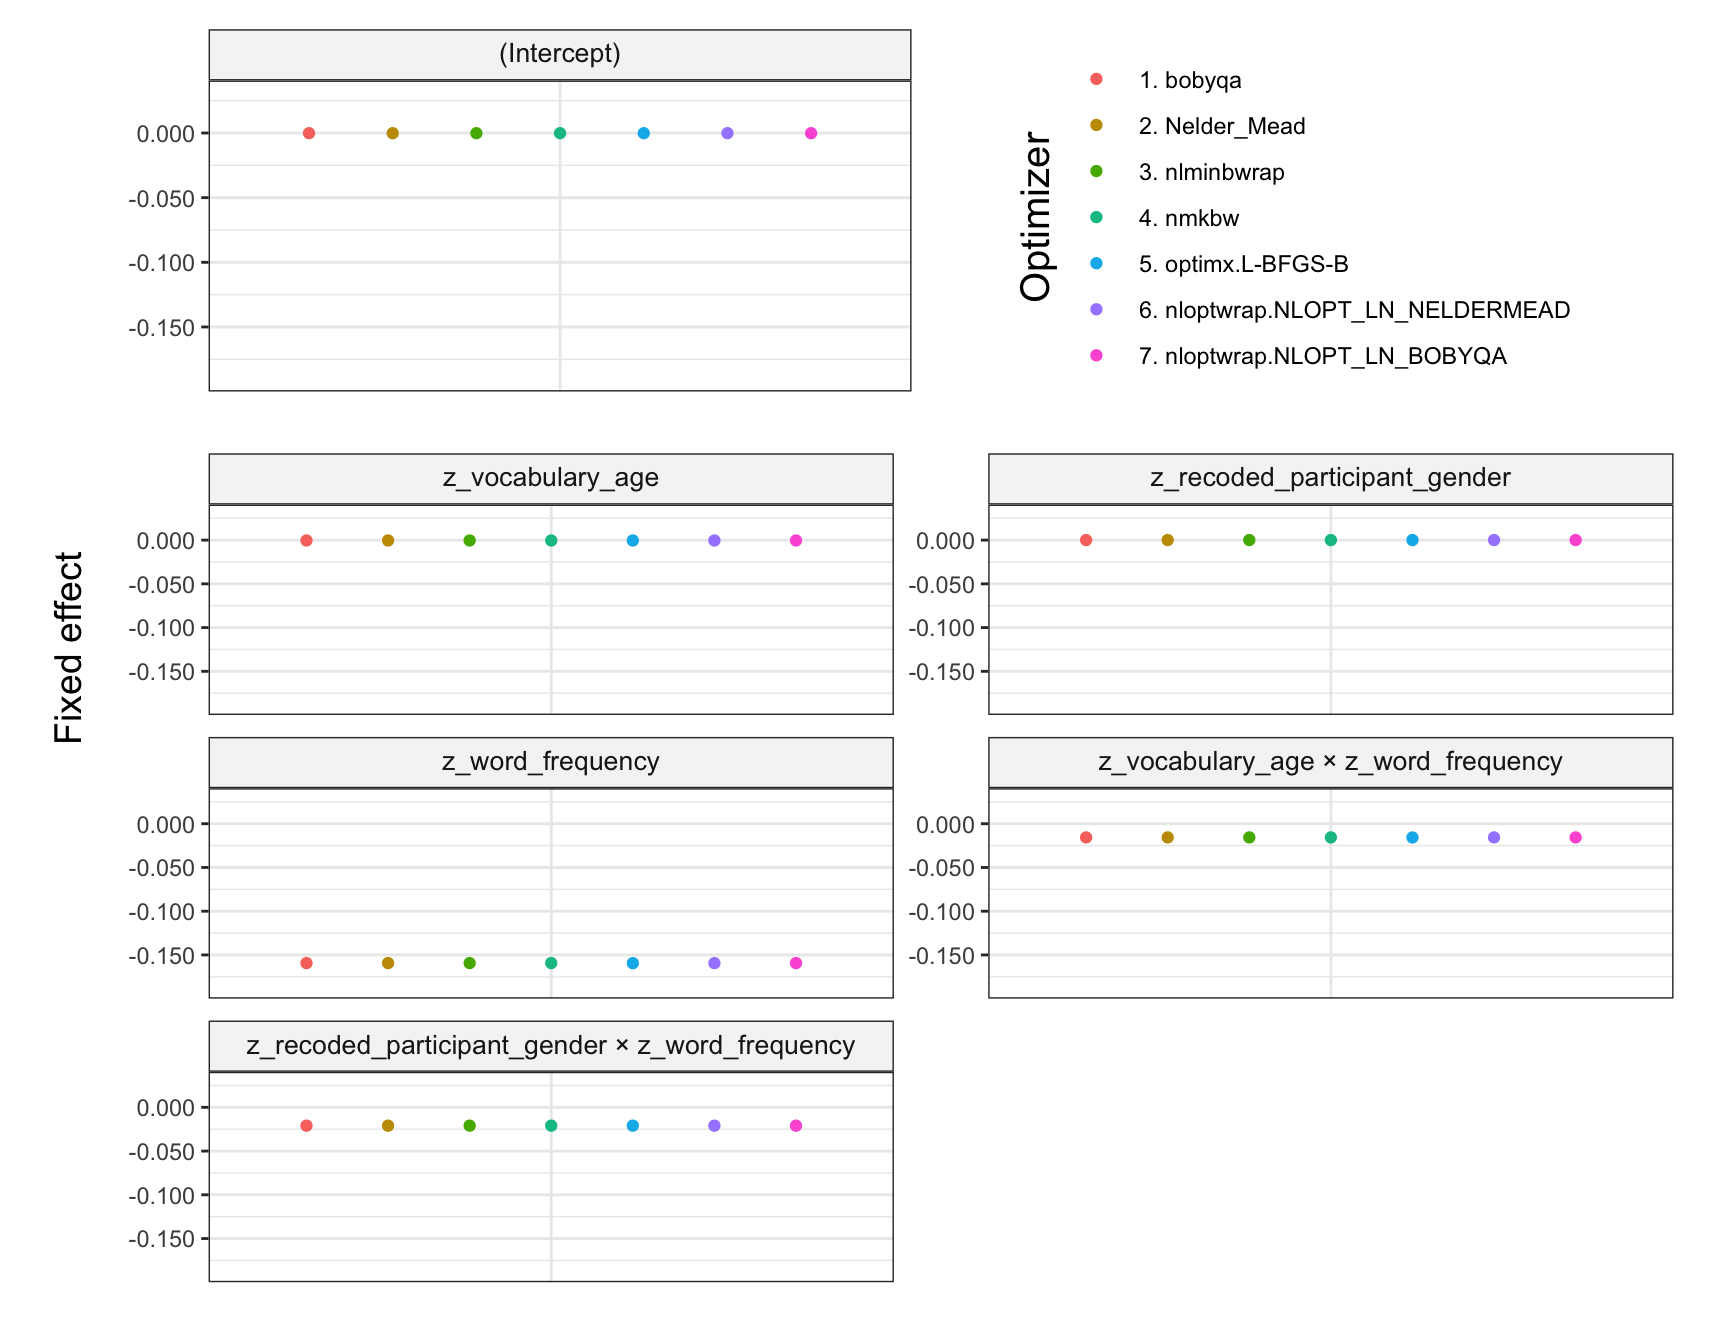 (Intercept)
0.000
-0.050
-0.100
-0.150
Optimizer
1. bobyqa
2. Nelder_Mead
3. nlminbwrap
4. nmkbw
5. optimx.L-BFGS-B
6. nloptwrap.NLOPT_LN_NELDERMEAD
7. nloptwrap.NLOPT_LN_BOBYQA
Fixed effect
z_vocabulary_age
0.000
-0.050
-0.100
-0.150
z_recoded_participant_gender
0.000
-0.050
-0.100
-0.150
z_word_frequency
0.000
-0.050
-0.100
-0.150
z_vocabulary_age × z_word_frequency
0.000
-0.050
-0.100
-0.150
z_recoded_participant_gender × z_word_frequency
0.000
-0.050
-0.100
-0.150